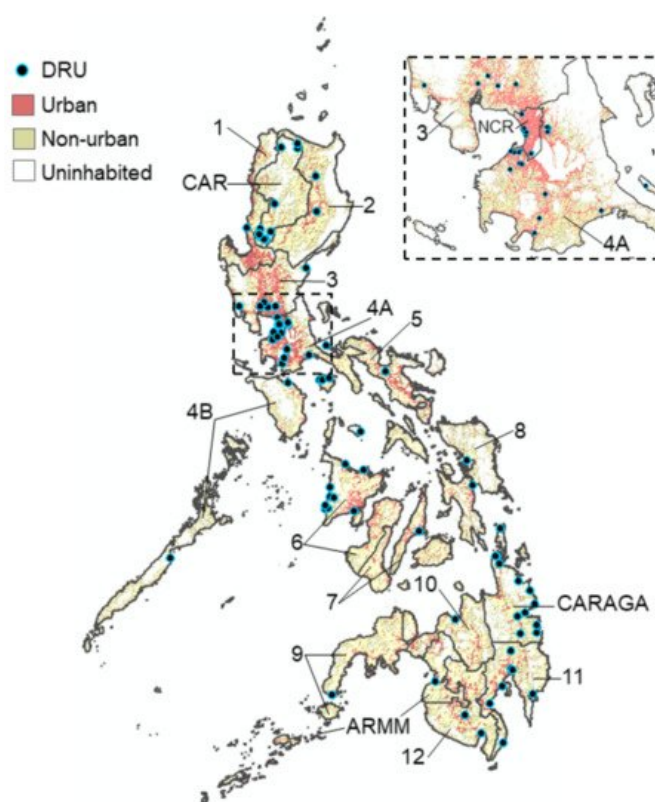 DRU
Urban
Non-urban
Uninhabited
1
CAR
2
3
4A
5
4B
8
6
7
10
CARAGA
9
11
ARMM
12
3
NCR
4A